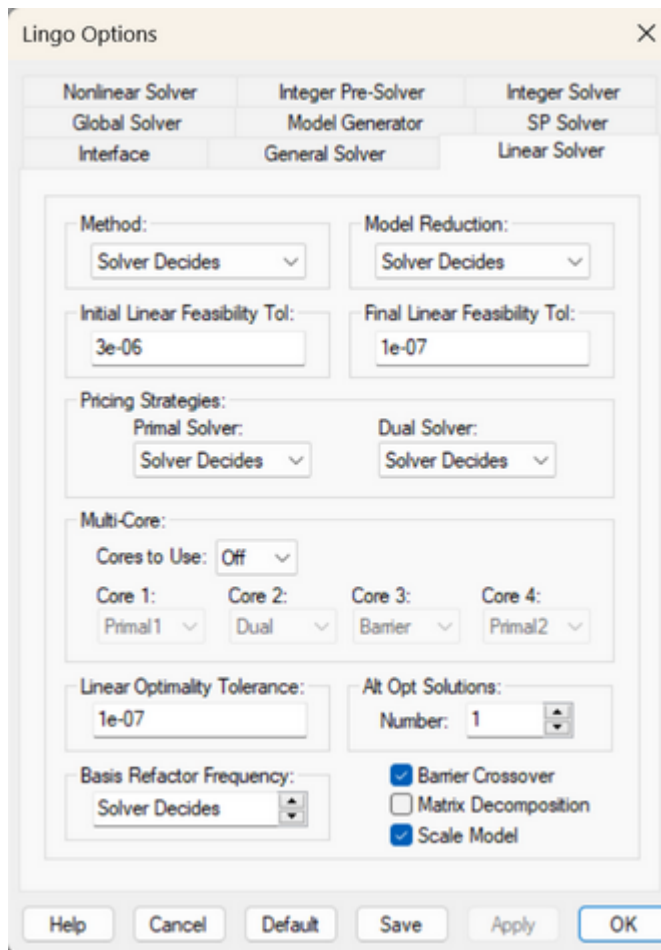 Lingo Options
Nonlinear Solver Integer Pre-Solver Integer Solver
Global Solver Model Generator SP Solver
Interface General Solver Linear Solver
Method: Model Reduction:
Solver Decides Solver Decides
Initial Linear Feasibility Tol: Final Linear Feasibility Tol:
3e-06 1e-07
Pricing Strategies:
Primal Solver: Dual Solver:
Solver Decides Solver Decides
Multi-Core:
Cores to Use: Off
Core 1: Core 2: Core 3: Core 4:
Primal1 Dual Barrier Primal2
Linear Optimality Tolerance: Alt Opt Solutions:
1e-07 Number: 1
Basis Refactor Frequency: Barrier Crossover
Solver Decides Matrix Decomposition
Scale Model
Help Cancel Default Save Apply OK